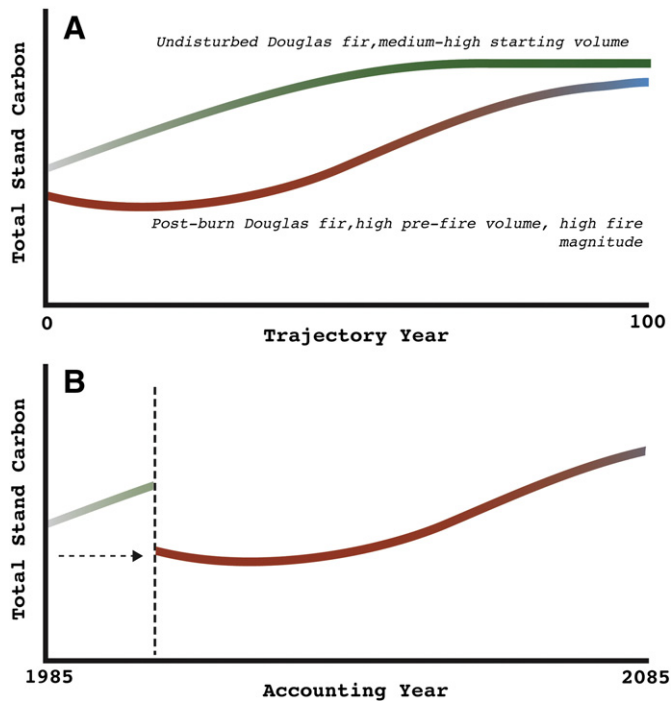 A
Undisturbed Douglas fir,medium-high starting volume
Total Stand Carbon
Post-burn Douglas fir,high pre-fire volume, high fire
magnitude
0
100
Trajectory Year
B
Total Stand Carbon
1985
2085
Accounting Year